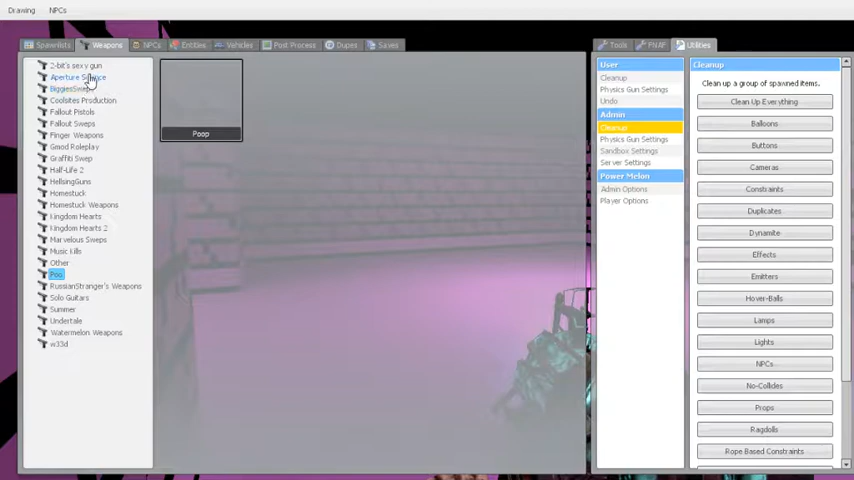 Drawing NPCs
Spawnlists Weapons NPCs Entities Vehicles Post Process Dupes Saves
Tools PNAF Utilities
2-bit's sexy gun
Aperture Science
BiggiesSweps
Coolsites Production
Fallout Pistols
Fallout Sweps
Finger Weapons
Gmod Roleplay
Graffiti Swep
Half-Life 2
HellsingGuns
Homestuck
Homestuck Weapons
Kingdom Hearts
Kingdom Hearts 2
Marvelous Sweps
Music Kills
Other
Poo
RussianStranger's Weapons
Solo Guitars
Summer
Undertale
Watermelon Weapons
w33d
Poop
User
Cleanup
Physics Gun Settings
Undo
Admin
Cleanup
Physics Gun Settings
Sandbox Settings
Server Settings
Power Melon
Admin Options
Player Options
Cleanup
Clean up a group of spawned items.
Clean Up Everything
Balloons
Buttons
Cameras
Constraints
Duplicates
Dynamite
Effects
Emitters
Hover-Balls
Lamps
Lights
NPCs
No-Collides
Props
Ragdolls
Rope Based Constraints